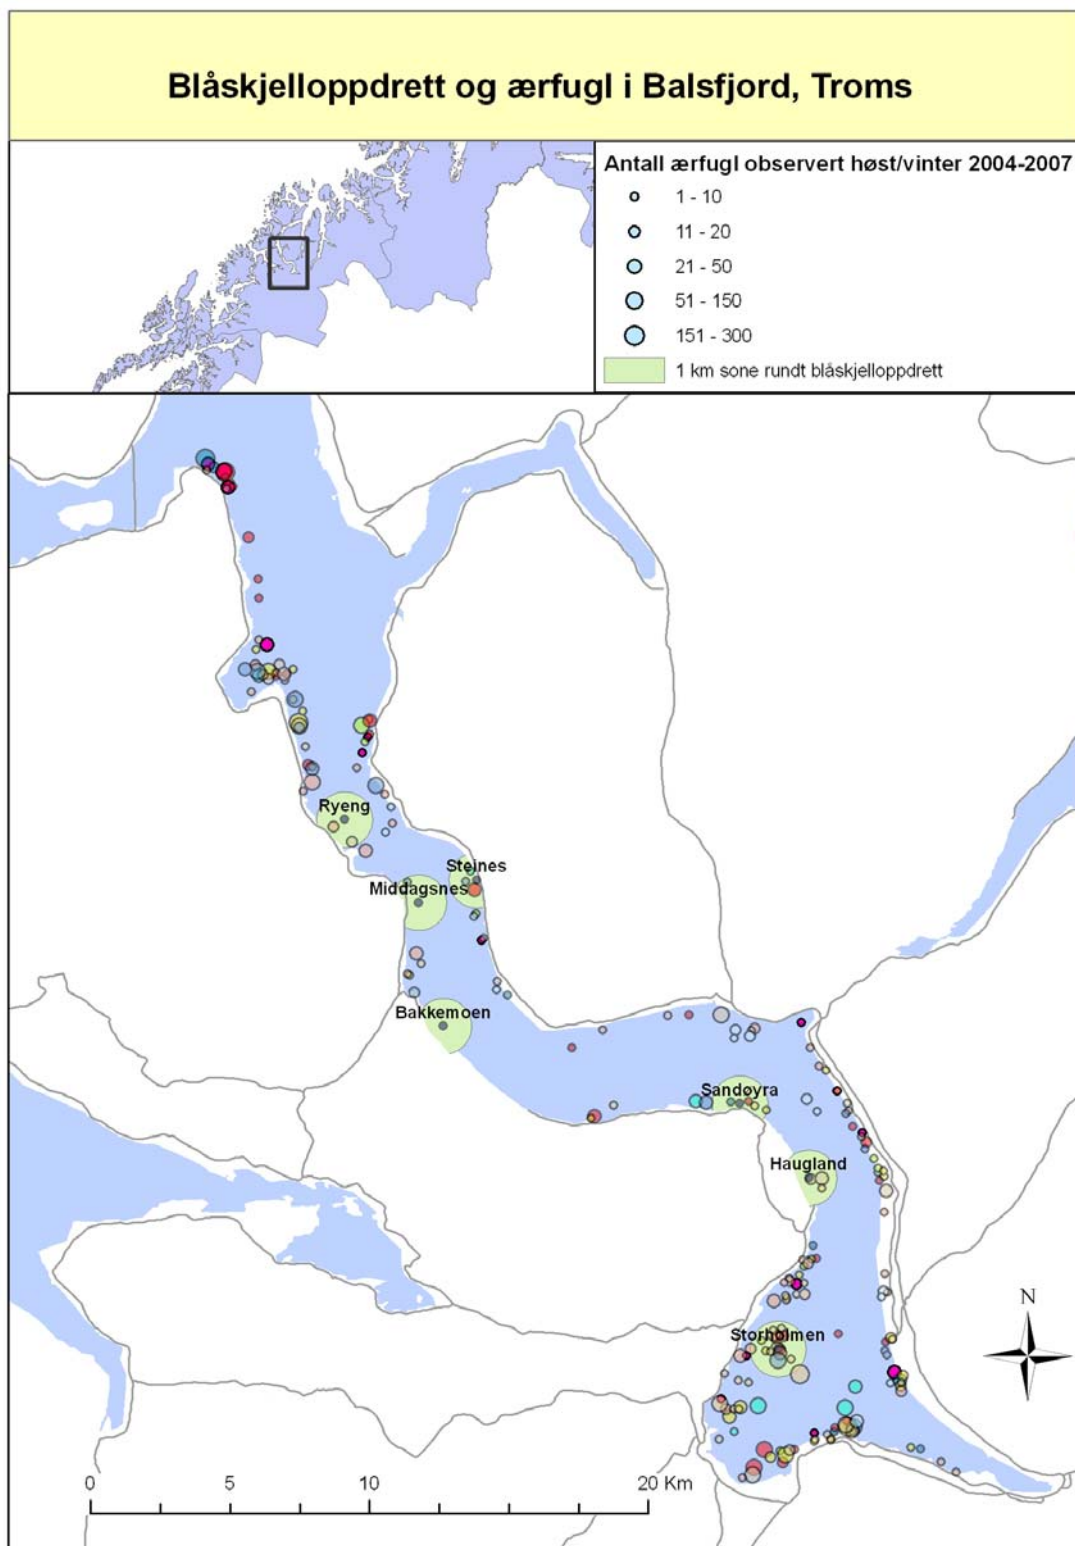 Blåskjelloppdrett og ærfugl i Balsfjord, Troms
Antall ærfugl observert høst/vinter 2004-2007
1 - 10
11 - 20
21 - 50
51 - 150
151 - 300
1 km sone rundt blåskjelloppdrett
Ryeng
Steines
Middagsnes
Bakkemoen
Sandøyra
Haugland
N
Storholmen
0 5 10 20 Km